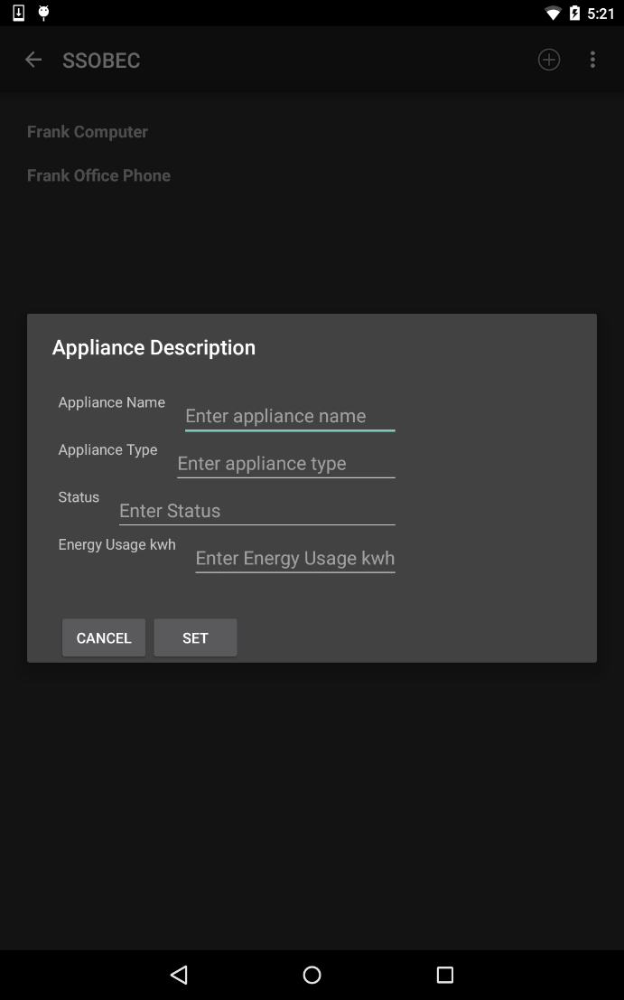 5:21
SSOBEC
Frank Computer
Frank Office Phone
Appliance Description
Appliance Name Enter appliance name
Appliance Type Enter appliance type
Status Enter Status
Energy Usage kwh Enter Energy Usage kwh
CANCEL SET